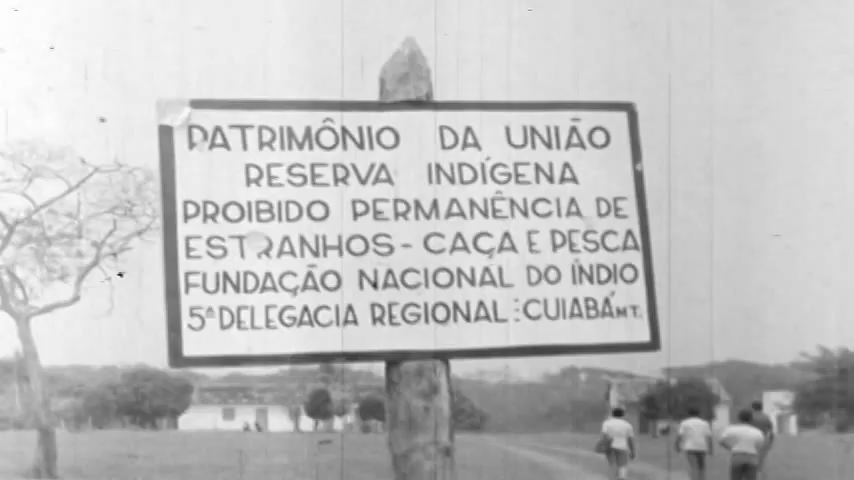 PATRIMÔNIO DA UNIÃO
RESERVA INDÍGENA
PROIBIDO PERMANÊNCIA DE
ESTRANHOS - CAÇA E PESCA
FUNDAÇÃO NACIONAL DO ÍNDIO
5ª DELEGACIA REGIONAL : CUIABÁ MT.